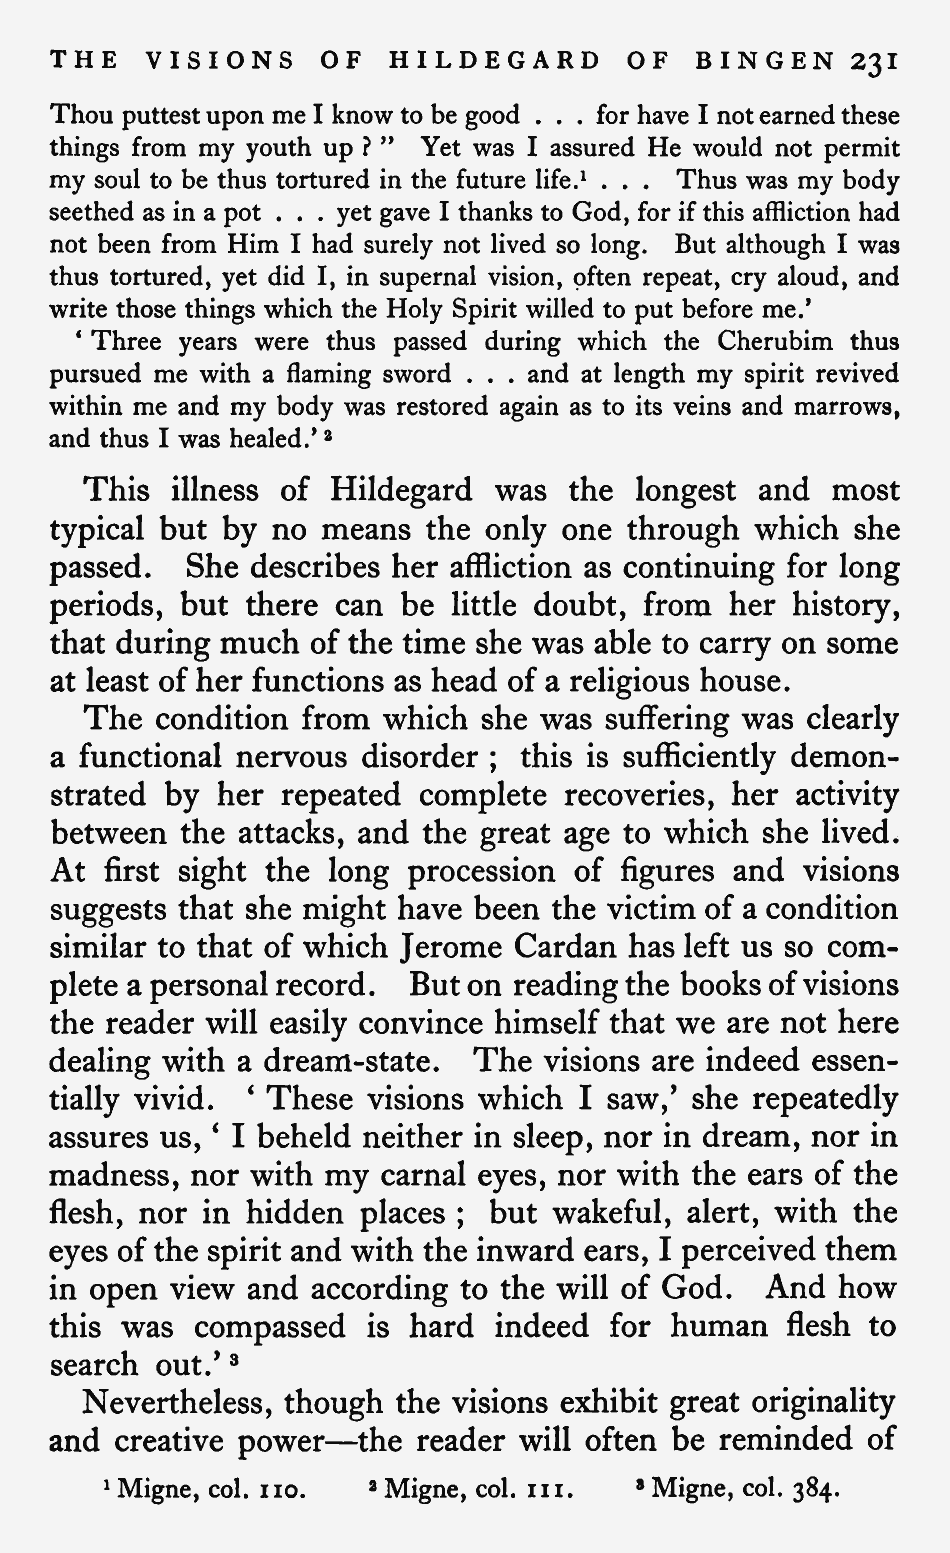 THE VISIONS OF HILDEGARD OF BINGEN 231
Thou puttest upon me I know to be good . . . for have I not earned these
things from my youth up ? ” Yet was I assured He would not permit
my soul to be thus tortured in the future life.¹ . . . Thus was my body
seethed as in a pot . . . yet gave I thanks to God, for if this affliction had
not been from Him I had surely not lived so long. But although I was
thus tortured, yet did I, in supernal vision, often repeat, cry aloud, and
write those things which the Holy Spirit willed to put before me.’
‘ Three years were thus passed during which the Cherubim thus
pursued me with a flaming sword . . . and at length my spirit revived
within me and my body was restored again as to its veins and marrows,
and thus I was healed.’ ²
This illness of Hildegard was the longest and most
typical but by no means the only one through which she
passed. She describes her affliction as continuing for long
periods, but there can be little doubt, from her history,
that during much of the time she was able to carry on some
at least of her functions as head of a religious house.
The condition from which she was suffering was clearly
a functional nervous disorder ; this is sufficiently demon-
strated by her repeated complete recoveries, her activity
between the attacks, and the great age to which she lived.
At first sight the long procession of figures and visions
suggests that she might have been the victim of a condition
similar to that of which Jerome Cardan has left us so com-
plete a personal record. But on reading the books of visions
the reader will easily convince himself that we are not here
dealing with a dream-state. The visions are indeed essen-
tially vivid. ‘ These visions which I saw,’ she repeatedly
assures us, ‘ I beheld neither in sleep, nor in dream, nor in
madness, nor with my carnal eyes, nor with the ears of the
flesh, nor in hidden places ; but wakeful, alert, with the
eyes of the spirit and with the inward ears, I perceived them
in open view and according to the will of God. And how
this was compassed is hard indeed for human flesh to
search out.’ ³
Nevertheless, though the visions exhibit great originality
and creative power—the reader will often be reminded of
¹ Migne, col. 110. ² Migne, col. 111. ³ Migne, col. 384.